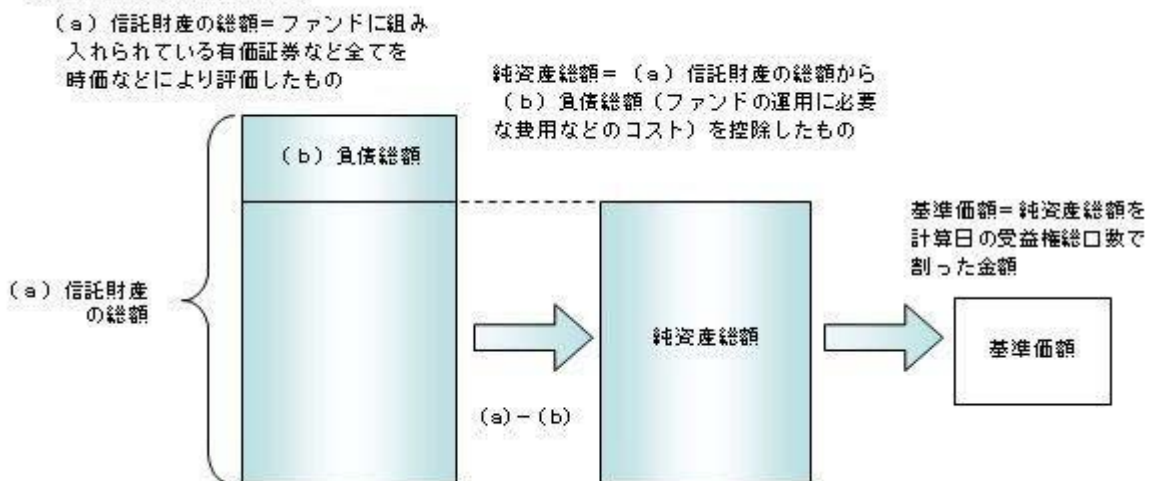 (a)信託財産の総額=ファンドに組み
入れられている有価証券など全てを
時価などにより評価したもの
純資産総額=(a)信託財産の総額から
(b)負債総額(ファンドの運用に必要
な費用などのコスト)を控除したもの
(b)負債総額
基準価額=純資産総額を
計算日の受益権総口数で
割った金額
(a)信託財産
の総額
純資産総額
基準価額
(a)-(b)